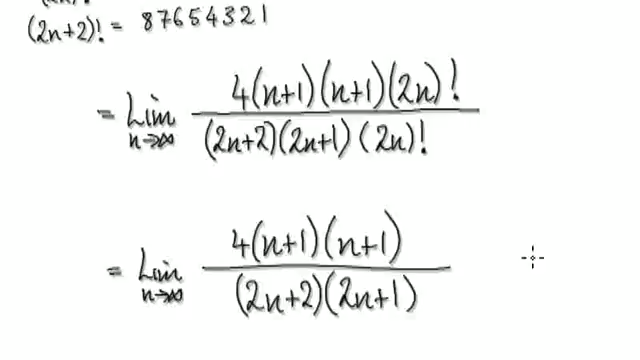 (2n+2)! = 87654321
= Lim n→∞ 4(n+1)(n+1)(2n)! / (2n+2)(2n+1)(2n)!
= Lim n→∞ 4(n+1)(n+1) / (2n+2)(2n+1)